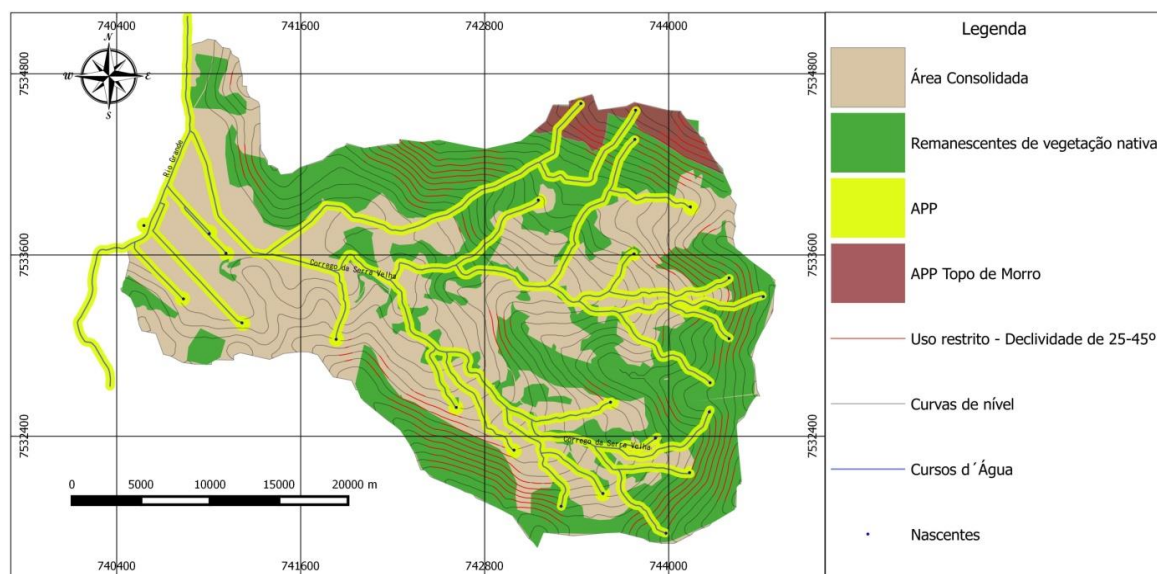 740400 741600 742800 744000
7534800 7534800
N
W E
S
Rio Grande
7533600 7533600
Corrego da Serra Velha
7532400 7532400
Corrego da Serra Velha
0 5000 10000 15000 20000 m
740400 741600 742800 744000
Legenda
Área Consolidada
Remanescentes de vegetação nativa
APP
APP Topo de Morro
Uso restrito - Declividade de 25-45º
Curvas de nível
Cursos d´Água
Nascentes